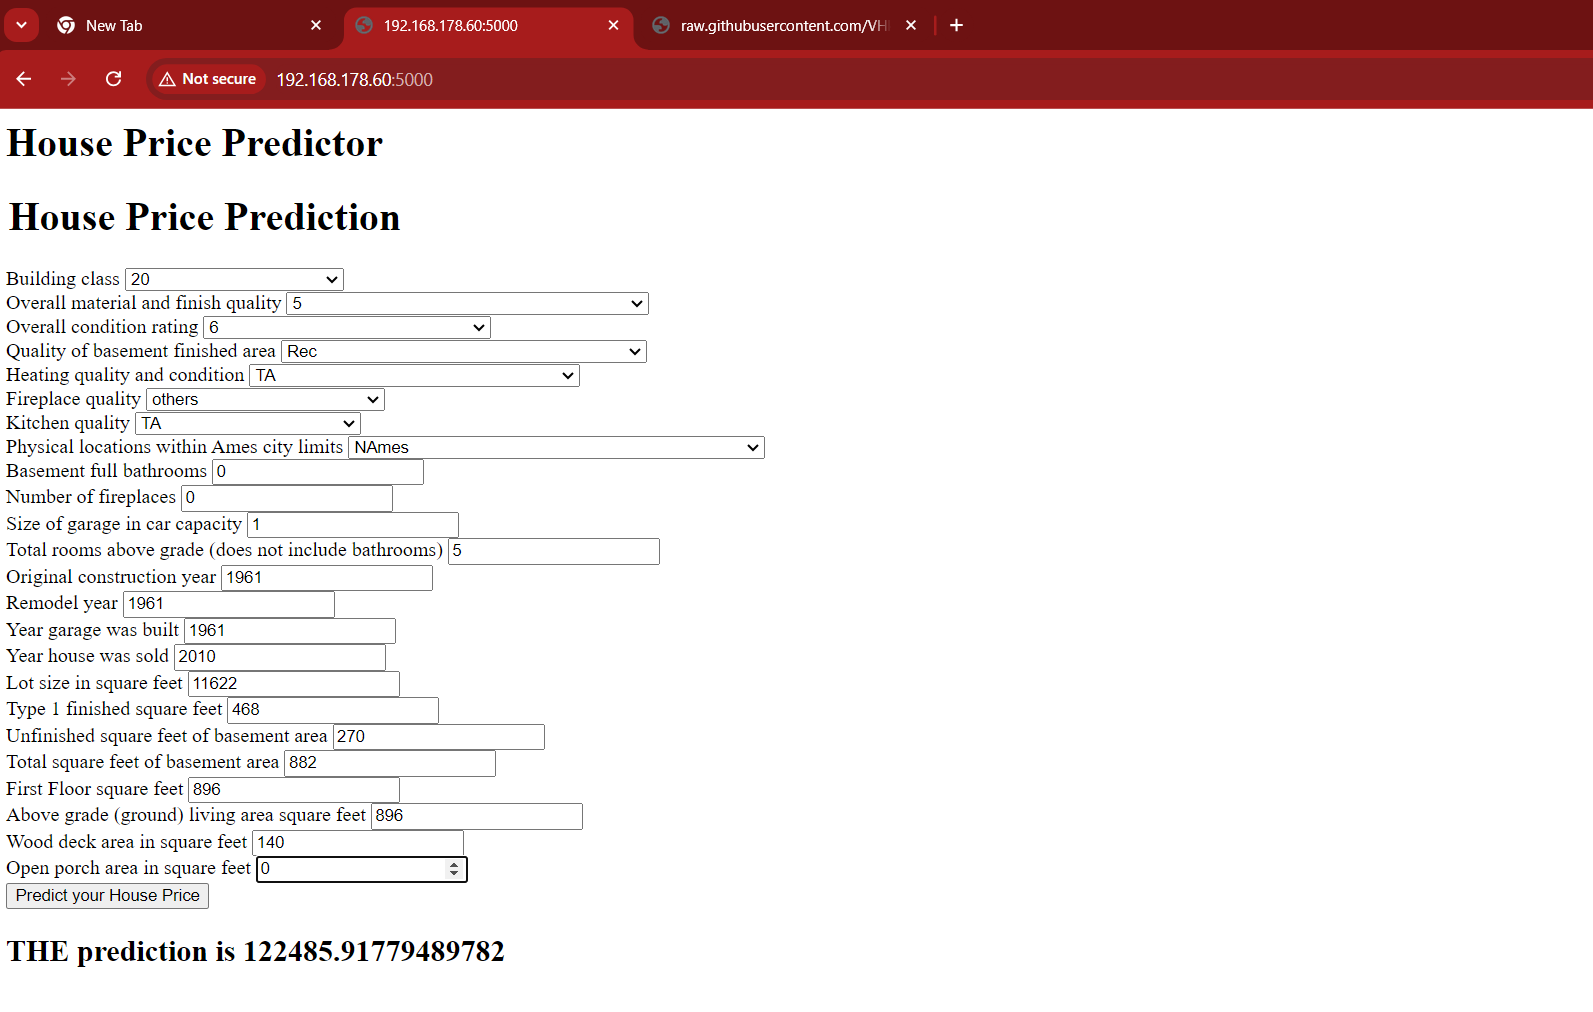 New Tab
192.168.178.60:5000
raw.githubusercontent.com/VH
Not secure
192.168.178.60:5000
House Price Predictor
House Price Prediction
Building class 20
Overall material and finish quality 5
Overall condition rating 6
Quality of basement finished area Rec
Heating quality and condition TA
Fireplace quality others
Kitchen quality TA
Physical locations within Ames city limits NAmes
Basement full bathrooms 0
Number of fireplaces 0
Size of garage in car capacity 1
Total rooms above grade (does not include bathrooms) 5
Original construction year 1961
Remodel year 1961
Year garage was built 1961
Year house was sold 2010
Lot size in square feet 11622
Type 1 finished square feet 468
Unfinished square feet of basement area 270
Total square feet of basement area 882
First Floor square feet 896
Above grade (ground) living area square feet 896
Wood deck area in square feet 140
Open porch area in square feet 0
Predict your House Price
THE prediction is 122485.91779489782